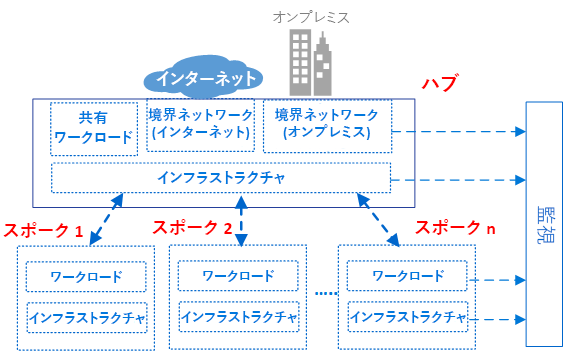 オンプレミス
インターネット
ハブ
共有
ワークロード
境界ネットワーク
(インターネット)
境界ネットワーク
(オンプレミス)
インフラストラクチャ
監視
スポーク 1
スポーク 2
スポーク n
ワークロード
インフラストラクチャ
ワークロード
インフラストラクチャ
.....
ワークロード
インフラストラクチャ